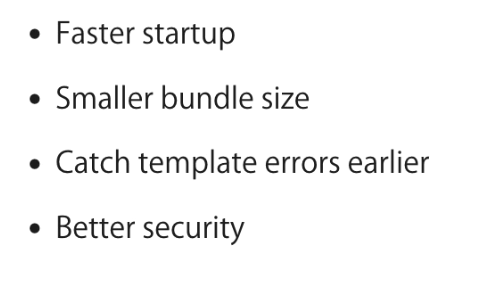 • Faster startup
• Smaller bundle size
• Catch template errors earlier
• Better security